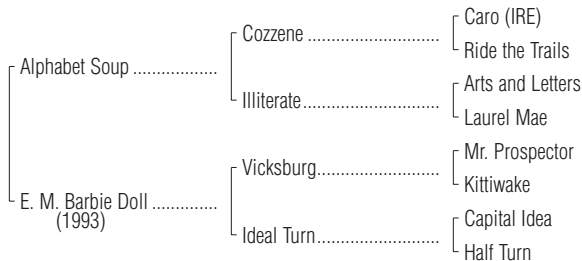 Caro (IRE)
Cozzene ..........................
Ride the Trails
Alphabet Soup .................
Arts and Letters
Illiterate ...........................
Laurel Mae
Mr. Prospector
Vicksburg .........................
Kittiwake
E. M. Barbie Doll .............
(1993)
Capital Idea
Ideal Turn .........................
Half Turn